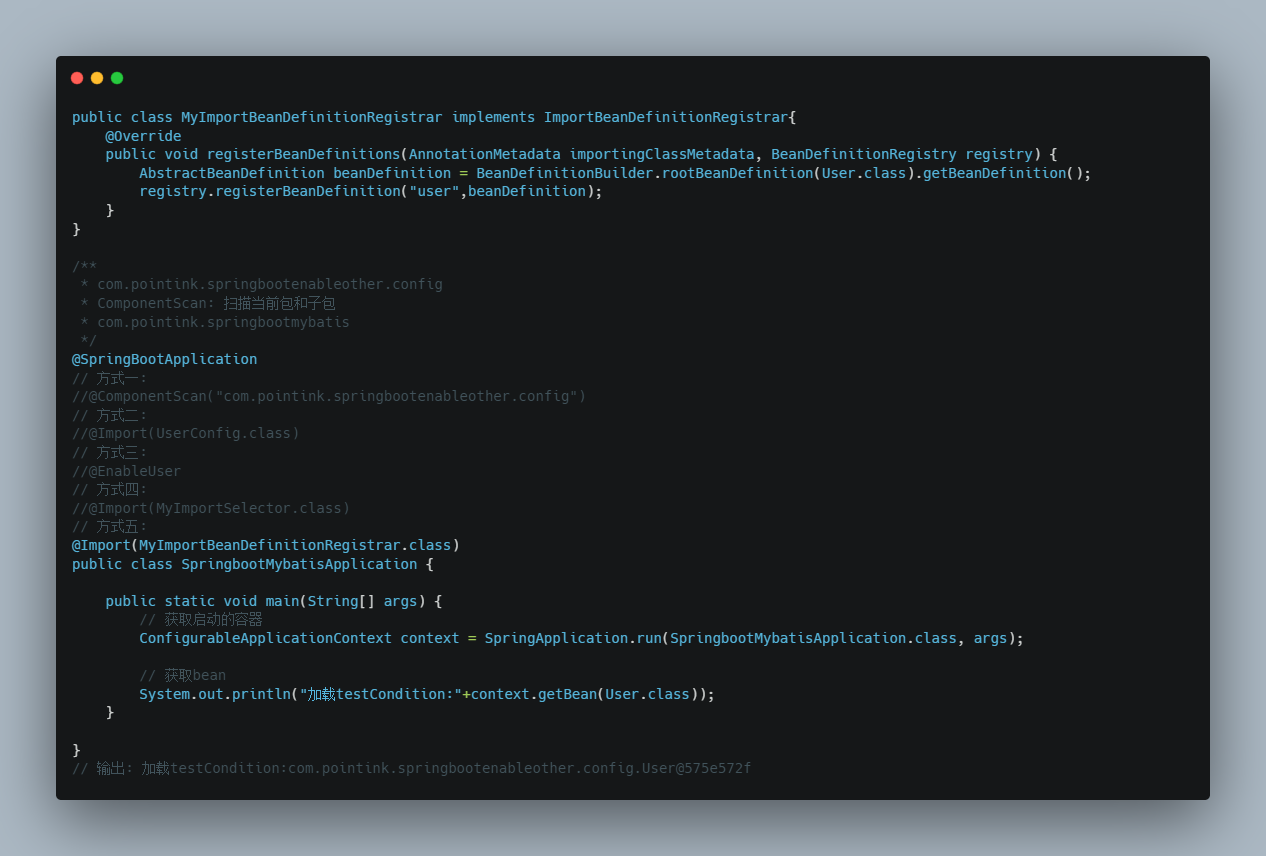 public class MyImportBeanDefinitionRegistrar implements ImportBeanDefinitionRegistrar{
    @Override
    public void registerBeanDefinitions(AnnotationMetadata importingClassMetadata, BeanDefinitionRegistry registry) {
        AbstractBeanDefinition beanDefinition = BeanDefinitionBuilder.rootBeanDefinition(User.class).getBeanDefinition();
        registry.registerBeanDefinition("user",beanDefinition);
    }
}

/**
 * com.pointink.springbootenableother.config
 * ComponentScan: 扫描当前包和子包
 * com.pointink.springbootmybatis
 */
@SpringBootApplication
// 方式一:
//@ComponentScan("com.pointink.springbootenableother.config")
// 方式二:
//@Import(UserConfig.class)
// 方式三:
//@EnableUser
// 方式四:
//@Import(MyImportSelector.class)
// 方式五:
@Import(MyImportBeanDefinitionRegistrar.class)
public class SpringbootMybatisApplication {

    public static void main(String[] args) {
        // 获取启动的容器
        ConfigurableApplicationContext context = SpringApplication.run(SpringbootMybatisApplication.class, args);

        // 获取bean
        System.out.println("加载testCondition:"+context.getBean(User.class));
    }

}
// 输出: 加载testCondition:com.pointink.springbootenableother.config.User@575e572f